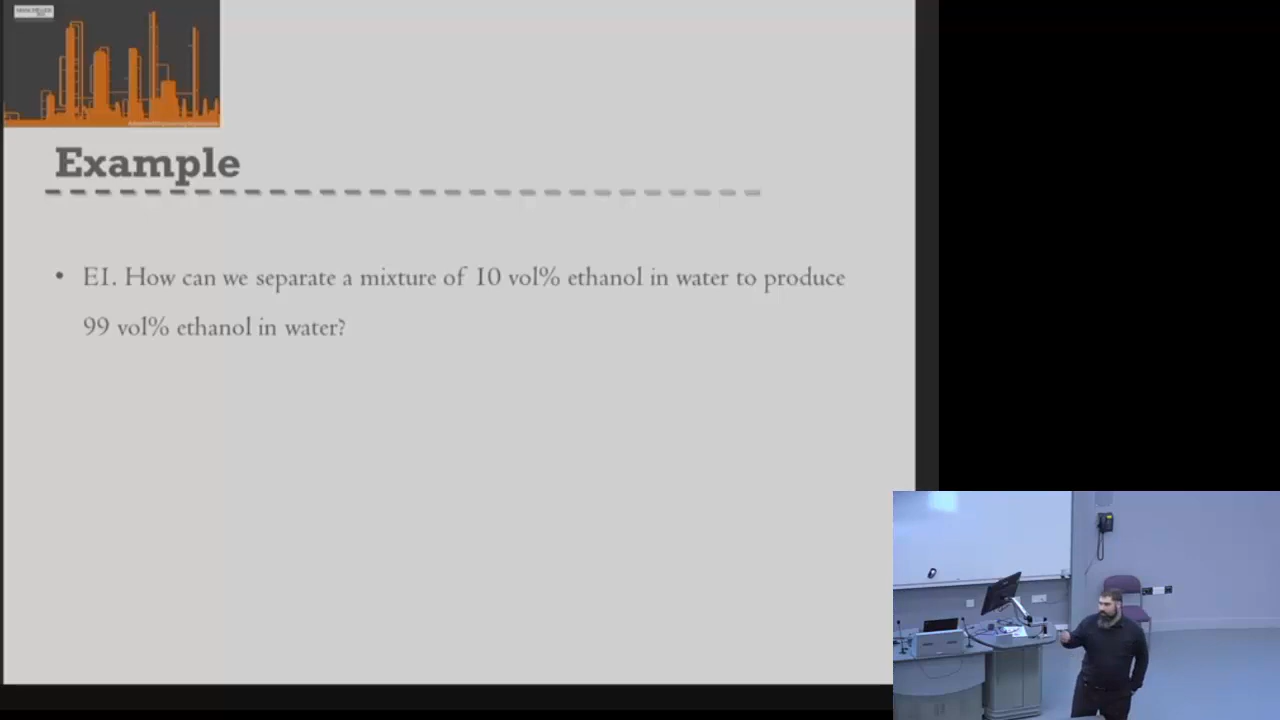 Example
• E1. How can we separate a mixture of 10 vol% ethanol in water to produce
99 vol% ethanol in water?